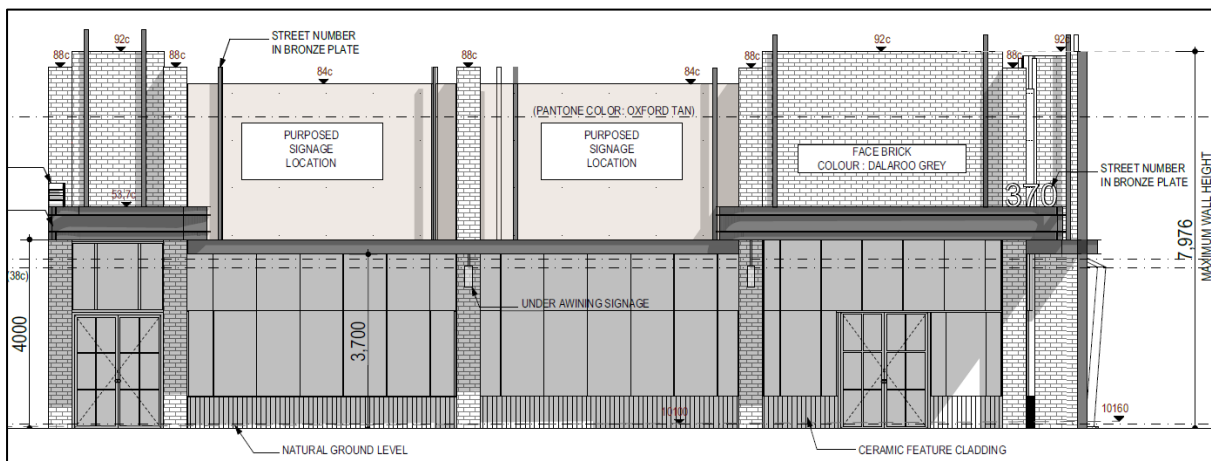 STREET NUMBER
IN BRONZE PLATE
92c
88c
88c
84c
88c
84c
88c
92c
88c
92
(PANTONE COLOR: OXFORD TAN)
PURPOSED
SIGNAGE
LOCATION
PURPOSED
SIGNAGE
LOCATION
FACE BRICK
COLOUR : DALAROO GREY
STREET NUMBER
IN BRONZE PLATE
370
53,7c
7,976
MAXIMUM WALL HEIGHT
(38c)
4000
3,700
UNDER AWINING SIGNAGE
10100
10160
NATURAL GROUND LEVEL
CERAMIC FEATURE CLADDING